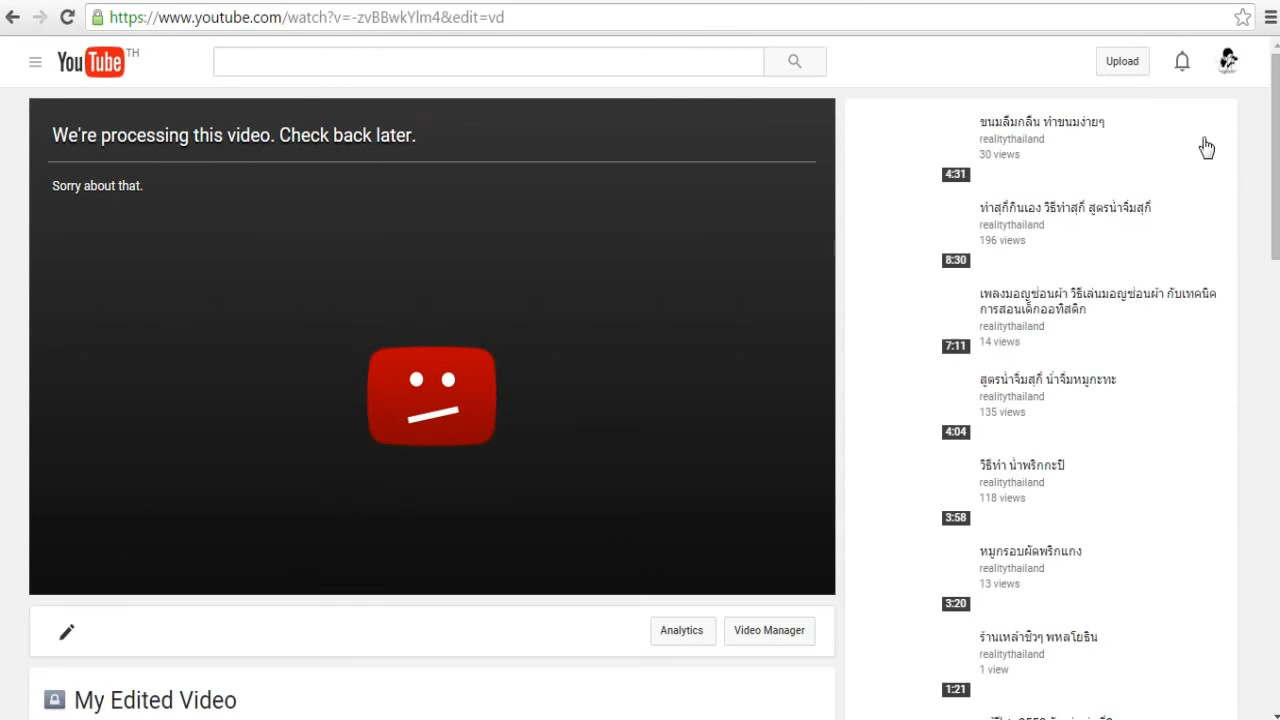 https://www.youtube.com/watch?v=-zvBBwkYlm4&edit=vd
YouTube TH
Upload
We're processing this video. Check back later.
Sorry about that.
Analytics
Video Manager
My Edited Video
ขนมลืมกลืน ทำขนมง่ายๆ
realitythailand
30 views
4:31
ทำสุกี้กินเอง วิธีทำสุกี้ สูตรน้ำจิ้มสุกี้
realitythailand
196 views
8:30
เพลงมอญซ่อนผ้า วิธีเล่นมอญซ่อนผ้า กับเทคนิค
การสอนเด็กออทิสติก
realitythailand
14 views
7:11
สูตรน้ำจิ้มสุกี้ น้ำจิ้มหมูกะทะ
realitythailand
135 views
4:04
วิธีทำ น้ำพริกกะปิ
realitythailand
118 views
3:58
หมูกรอบผัดพริกแกง
realitythailand
13 views
3:20
ร้านเหล้าชิวๆ พหลโยธิน
realitythailand
1 view
1:21